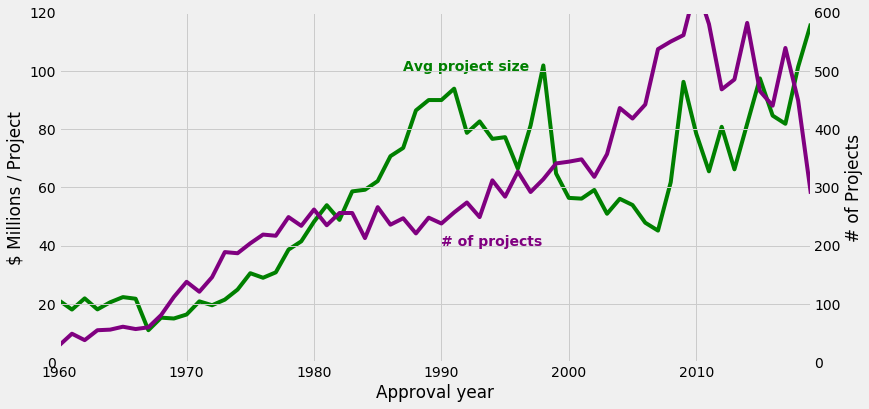 120
100
80
60
40
20
0
$ Millions / Project
600
500
400
300
200
100
0
# of Projects
Avg project size
# of projects
1960 1970 1980 1990 2000 2010
Approval year